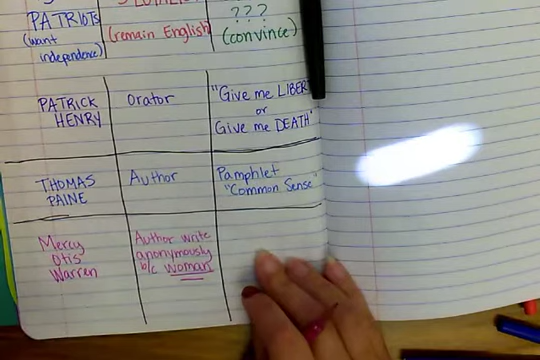 PATRIOTS
(want
independence)
(remain English)
???
(convince)
PATRICK
HENRY
Orator
"Give me LIBER
or
Give me DEATH"
THOMAS
PAINE
Author
Pamphlet
"Common Sense"
Mercy
Otis
Warren
Author write
anonymously
b/c woman